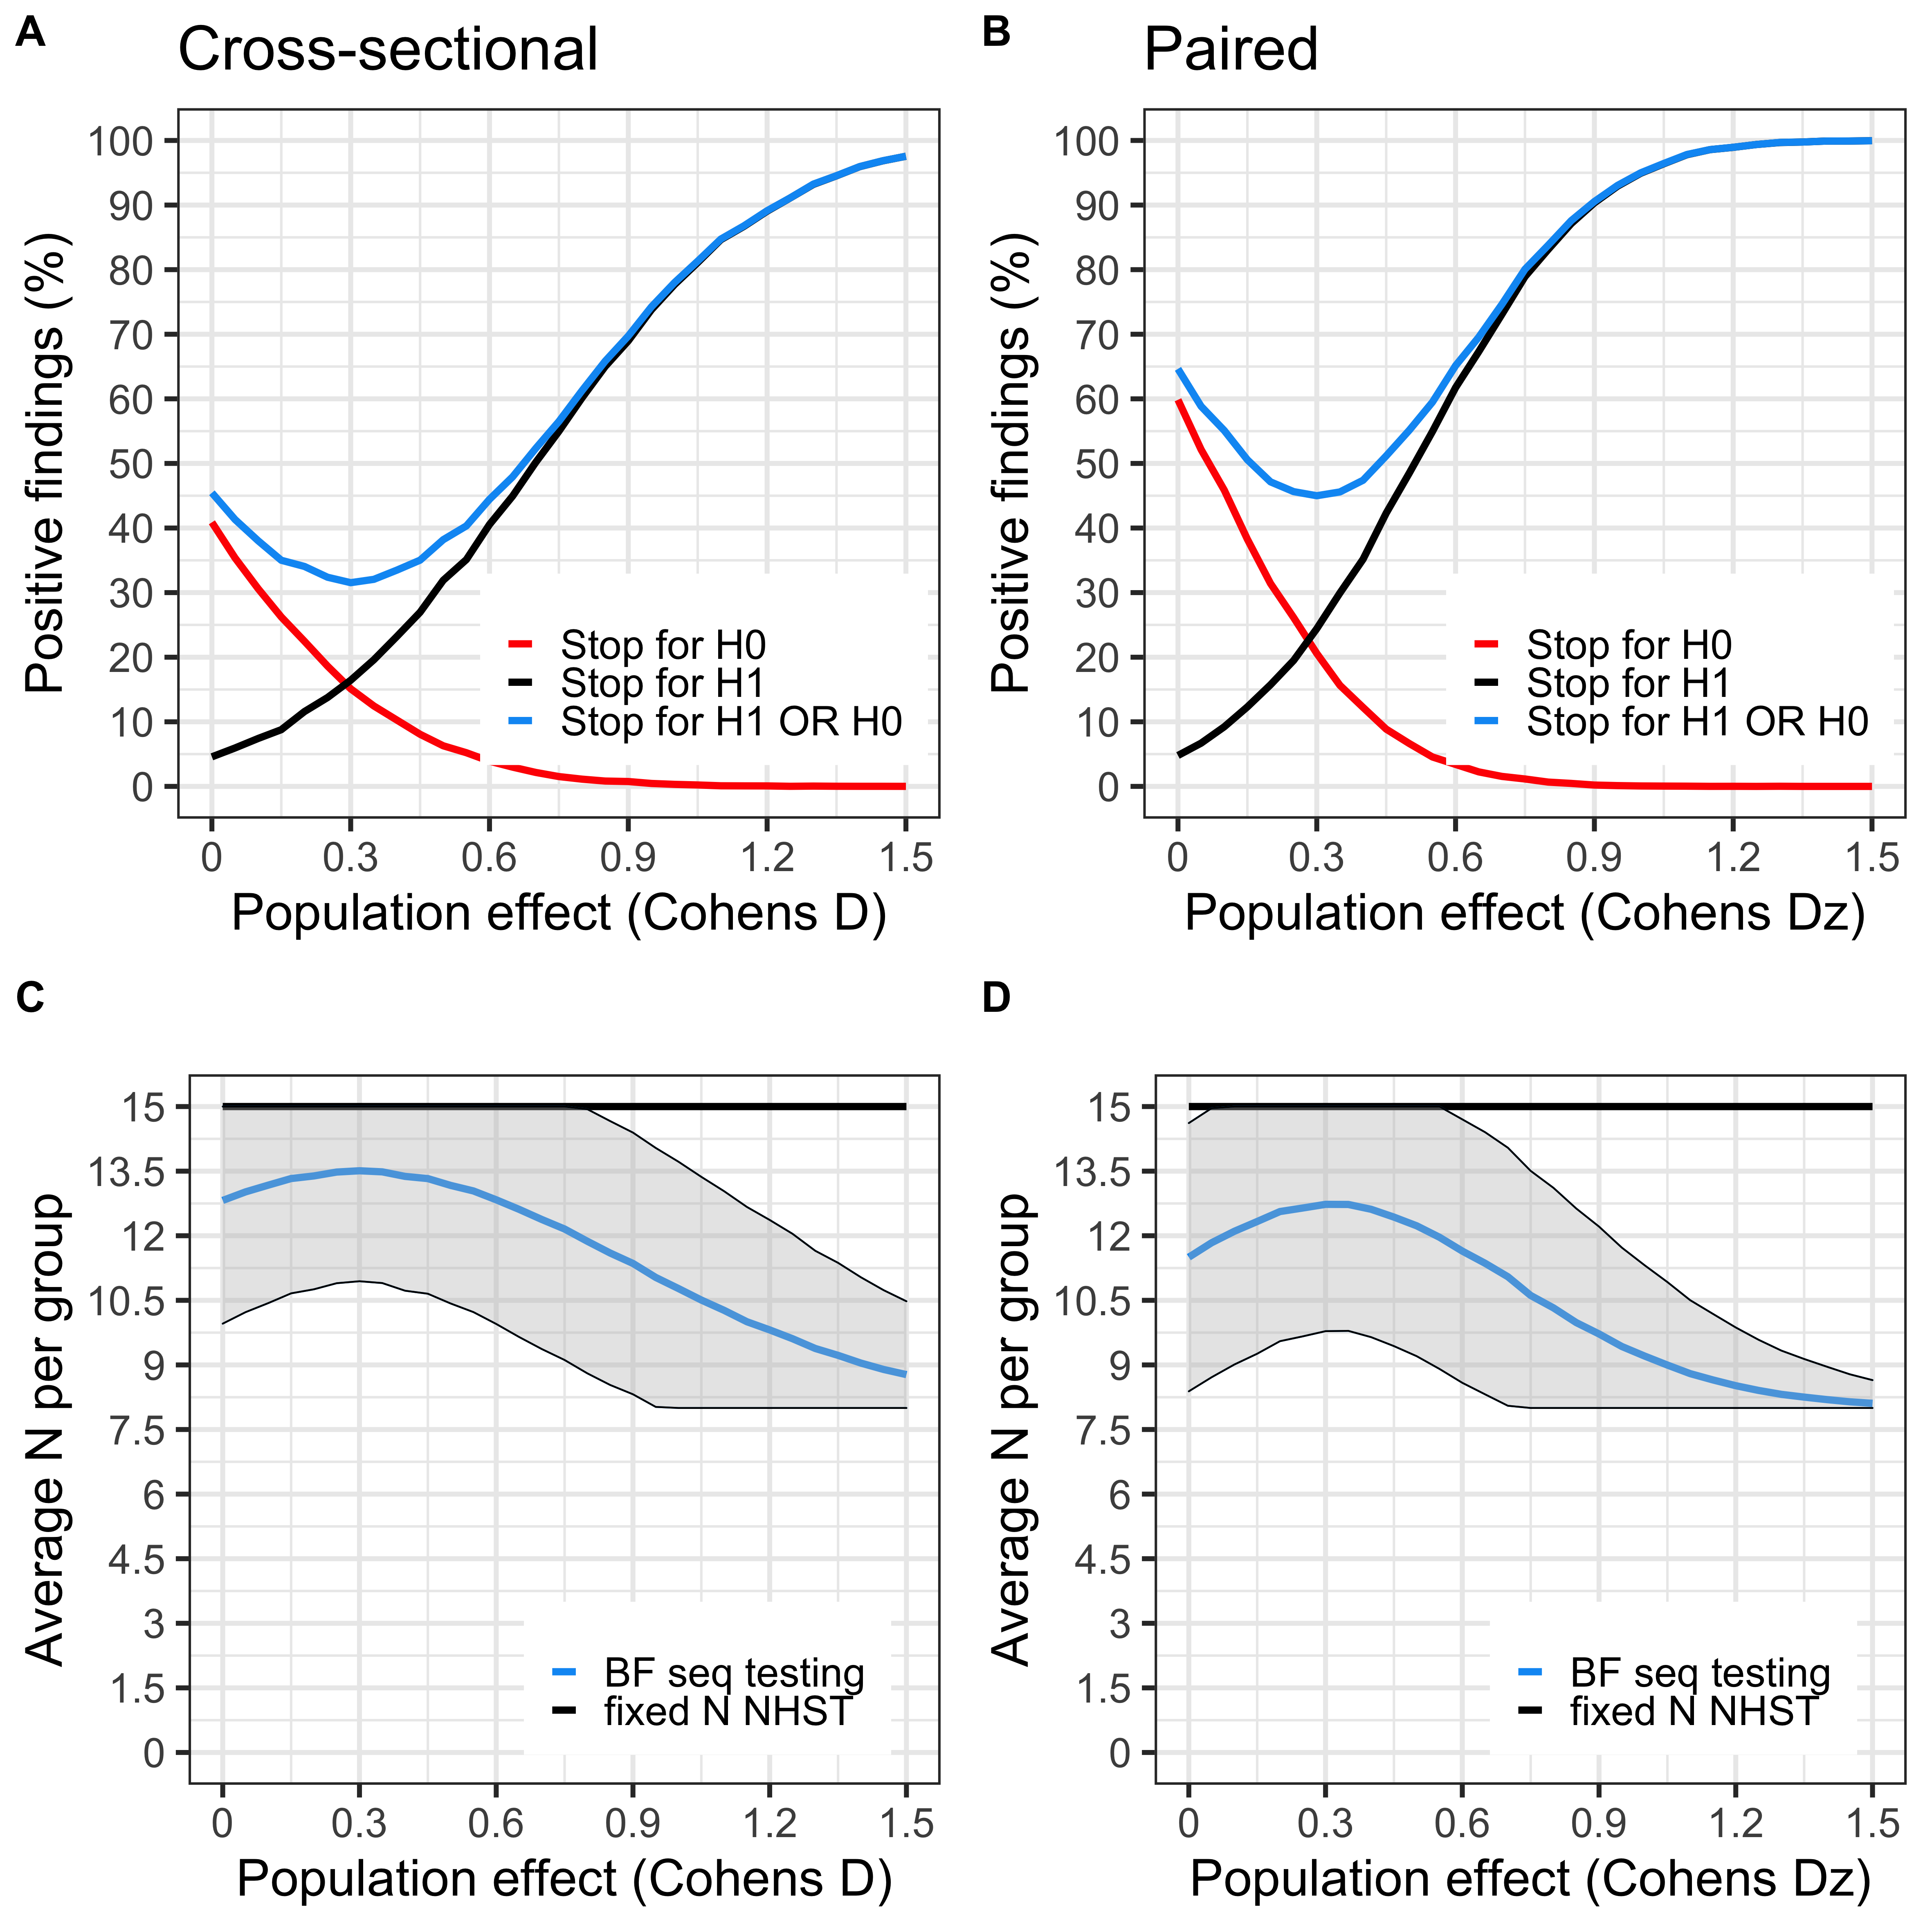 A
Cross-sectional
Positive findings (%)
100
90
80
70
60
50
40
30
20
10
0
Stop for H0
Stop for H1
Stop for H1 OR H0
0 0.3 0.6 0.9 1.2 1.5
Population effect (Cohens D)
B
Paired
Positive findings (%)
100
90
80
70
60
50
40
30
20
10
0
Stop for H0
Stop for H1
Stop for H1 OR H0
0 0.3 0.6 0.9 1.2 1.5
Population effect (Cohens Dz)
C
Average N per group
15
13.5
12
10.5
9
7.5
6
4.5
3
1.5
0
BF seq testing
fixed N NHST
0 0.3 0.6 0.9 1.2 1.5
Population effect (Cohens D)
D
Average N per group
15
13.5
12
10.5
9
7.5
6
4.5
3
1.5
0
BF seq testing
fixed N NHST
0 0.3 0.6 0.9 1.2 1.5
Population effect (Cohens Dz)